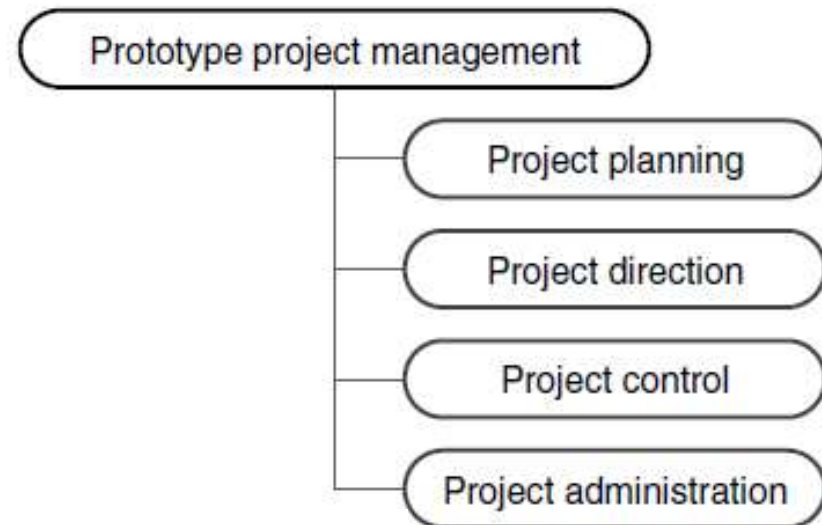 Prototype project management
Project planning
Project direction
Project control
Project administration